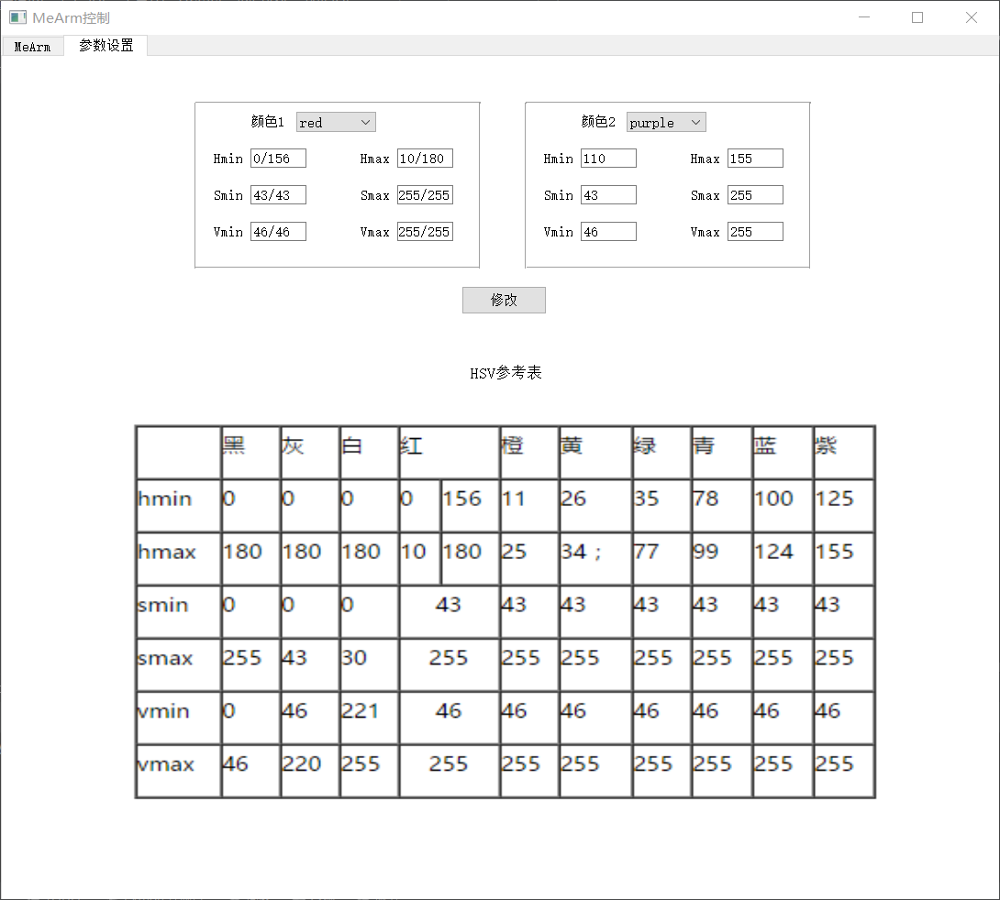 MeArm控制
MeArm 参数设置
颜色1 red 颜色2 purple
Hmin 0/156 Hmax 10/180 Hmin 110 Hmax 155
Smin 43/43 Smax 255/255 Smin 43 Smax 255
Vmin 46/46 Vmax 255/255 Vmin 46 Vmax 255
修改
HSV参考表
黑 灰 白 红 橙 黄 绿 青 蓝 紫
hmin 0 0 0 0 156 11 26 35 78 100 125
hmax 180 180 180 10 180 25 34； 77 99 124 155
smin 0 0 0 43 43 43 43 43 43 43
smax 255 43 30 255 255 255 255 255 255 255
vmin 0 46 221 46 46 46 46 46 46 46
vmax 46 220 255 255 255 255 255 255 255 255